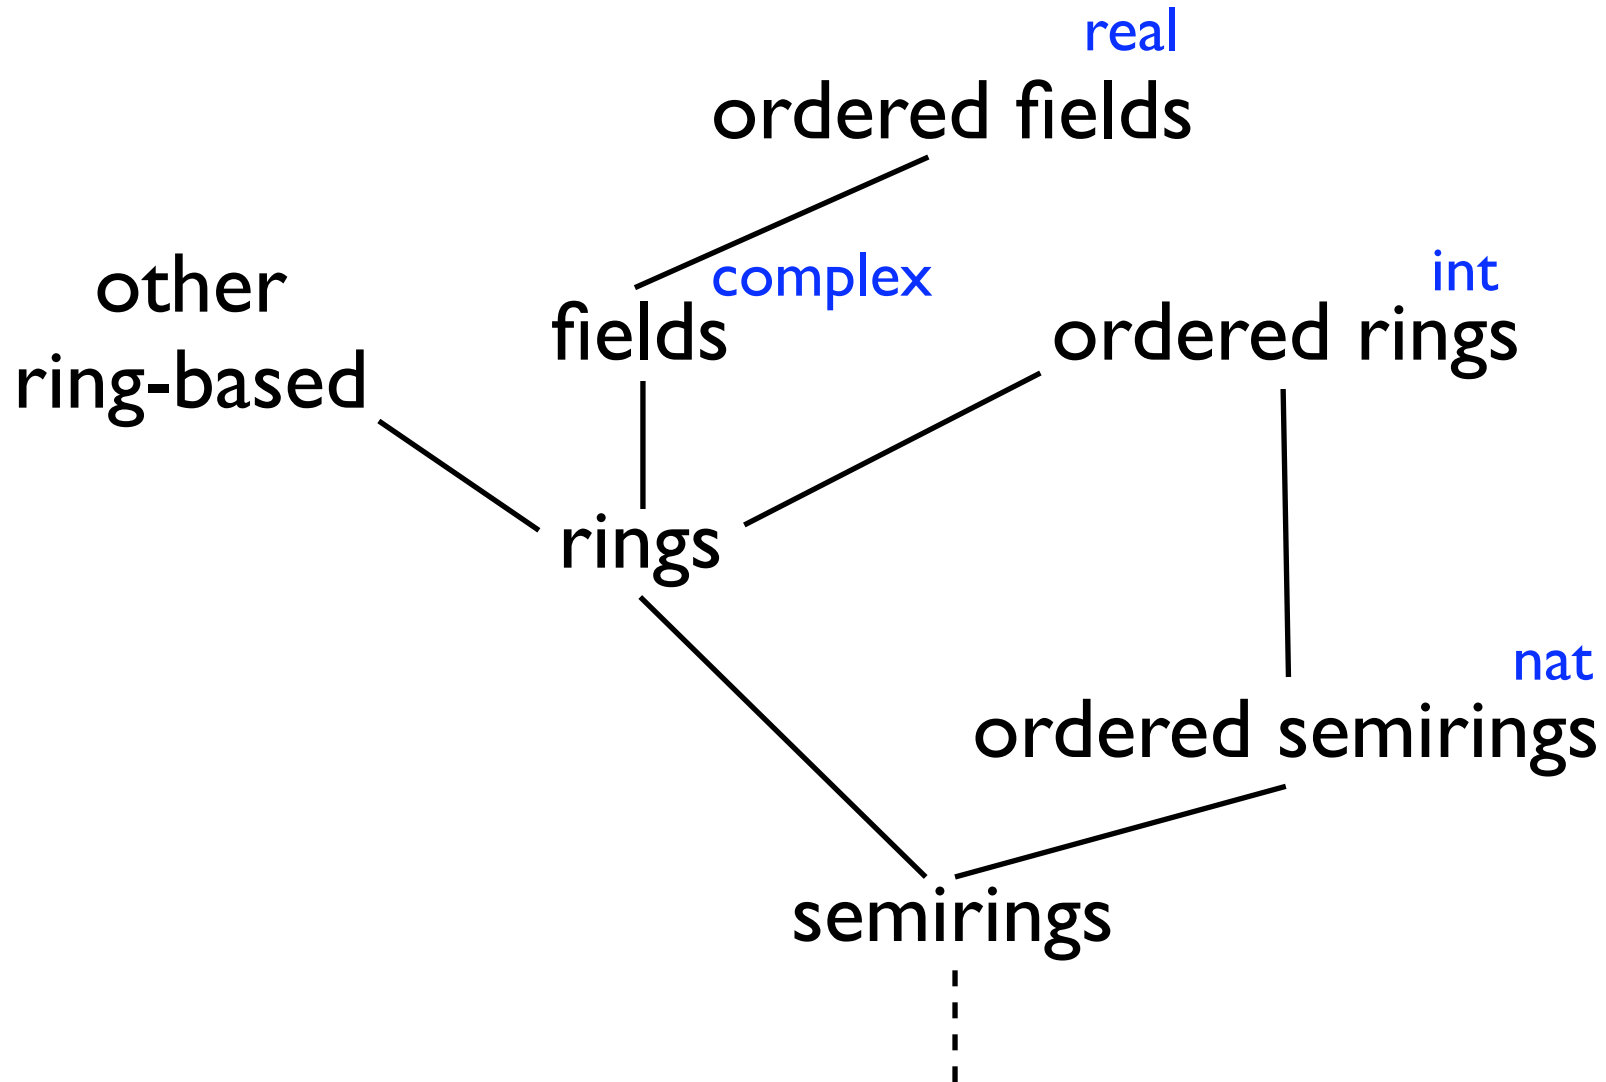 real
ordered fields
other
ring-based
complex
fields
int
ordered rings
rings
nat
ordered semirings
semirings